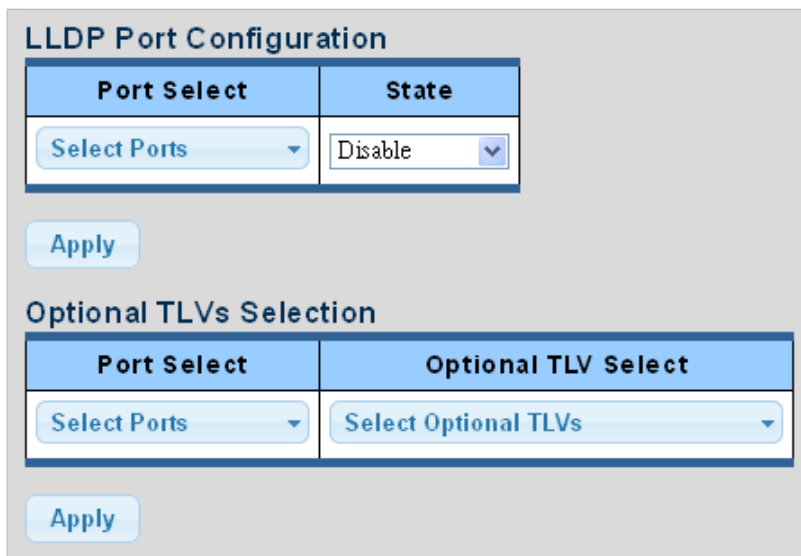 LLDP Port Configuration
Port Select State
Select Ports Disable
Apply
Optional TLVs Selection
Port Select Optional TLV Select
Select Ports Select Optional TLVs
Apply